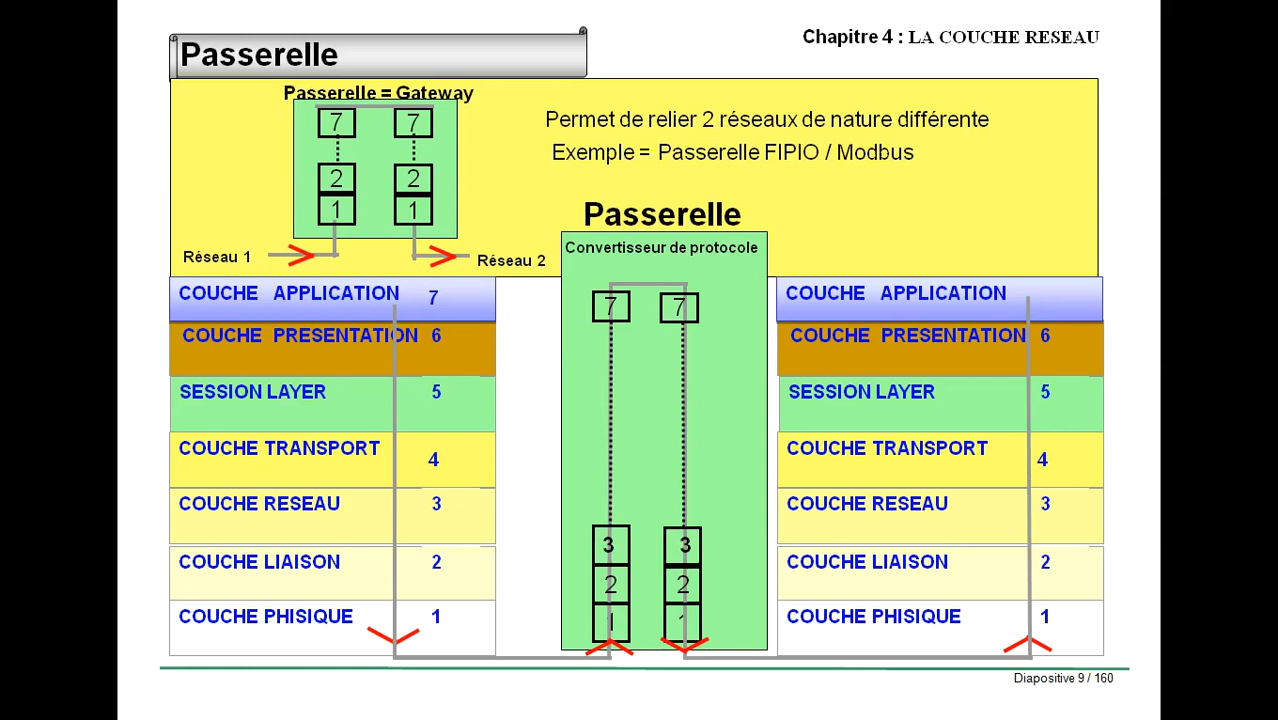 Chapitre 4 : LA COUCHE RESEAU
Passerelle
Passerelle = Gateway
7 7
2 2
1 1
Réseau 1
Réseau 2
Permet de relier 2 réseaux de nature différente
Exemple = Passerelle FIPIO / Modbus
Passerelle
Convertisseur de protocole
7 7
3 3
2 2
1 1
COUCHE APPLICATION 7
COUCHE PRESENTATION 6
SESSION LAYER 5
COUCHE TRANSPORT 4
COUCHE RESEAU 3
COUCHE LIAISON 2
COUCHE PHISIQUE 1
COUCHE APPLICATION
COUCHE PRESENTATION 6
SESSION LAYER 5
COUCHE TRANSPORT 4
COUCHE RESEAU 3
COUCHE LIAISON 2
COUCHE PHISIQUE 1
Diapositive 9 / 160